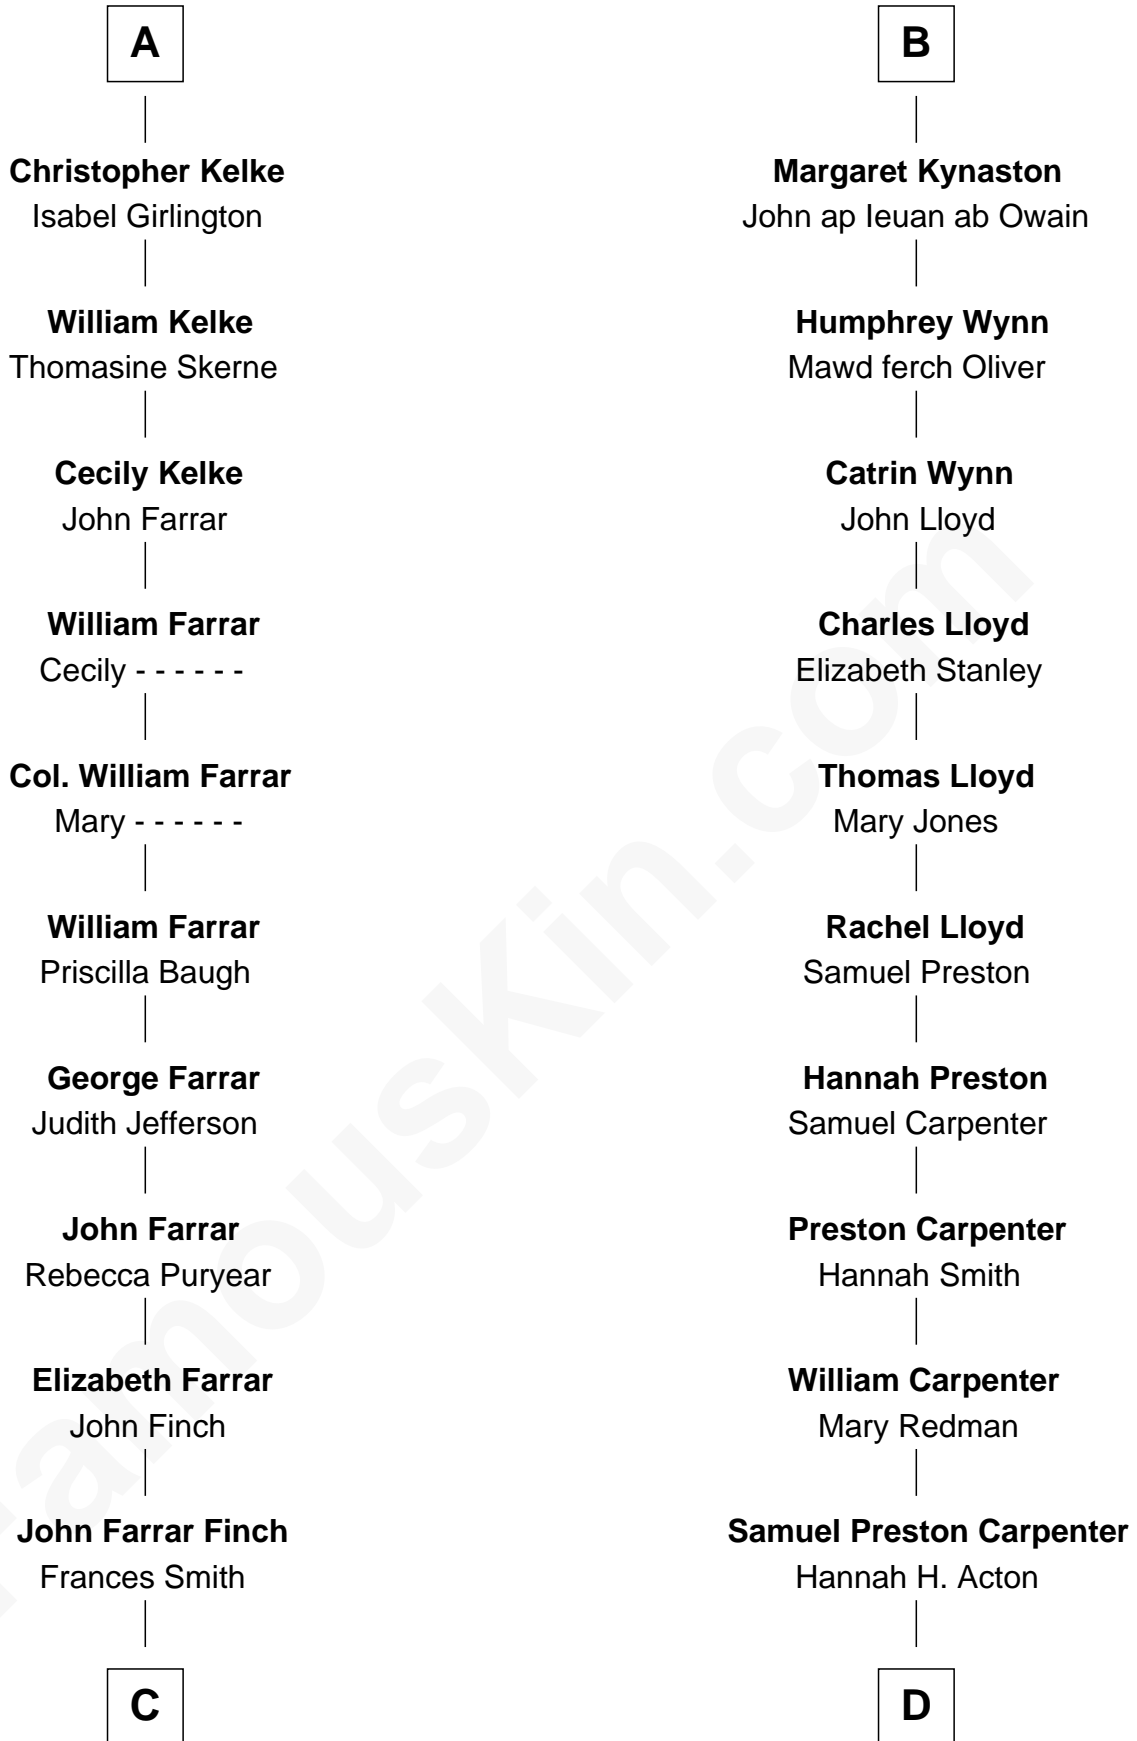 A
Christopher Kelke
Isabel Girlington
William Kelke
Thomasine Skerne
Cecily Kelke
John Farrar
William Farrar
Cecily - - - - - -
Col. William Farrar
Mary - - - - - -
William Farrar
Priscilla Baugh
George Farrar
Judith Jefferson
John Farrar
Rebecca Puryear
Elizabeth Farrar
John Finch
John Farrar Finch
Frances Smith
C
B
Margaret Kynaston
John ap Ieuan ab Owain
Humphrey Wynn
Mawd ferch Oliver
Catrin Wynn
John Lloyd
Charles Lloyd
Elizabeth Stanley
Thomas Lloyd
Mary Jones
Rachel Lloyd
Samuel Preston
Hannah Preston
Samuel Carpenter
Preston Carpenter
Hannah Smith
William Carpenter
Mary Redman
Samuel Preston Carpenter
Hannah H. Acton
D
FamousKin.com